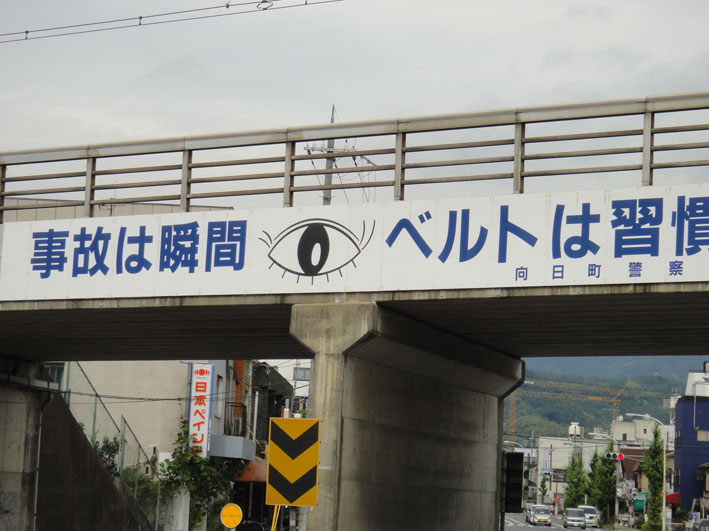 事故は瞬間
ベルトは習慣
向日町警察
日本ペイン